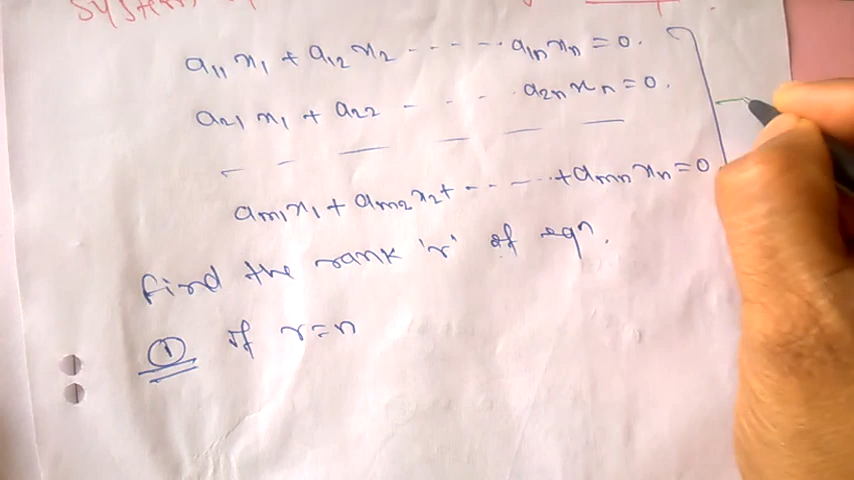 a11 x1 + a12 x2 ------ a1n xn = 0.
a21 x1 + a22 - --- a2n xn = 0.
am1 x1 + am2 x2 + ------ + amn xn = 0
find the rank 'r' of eqn.
① if r = n